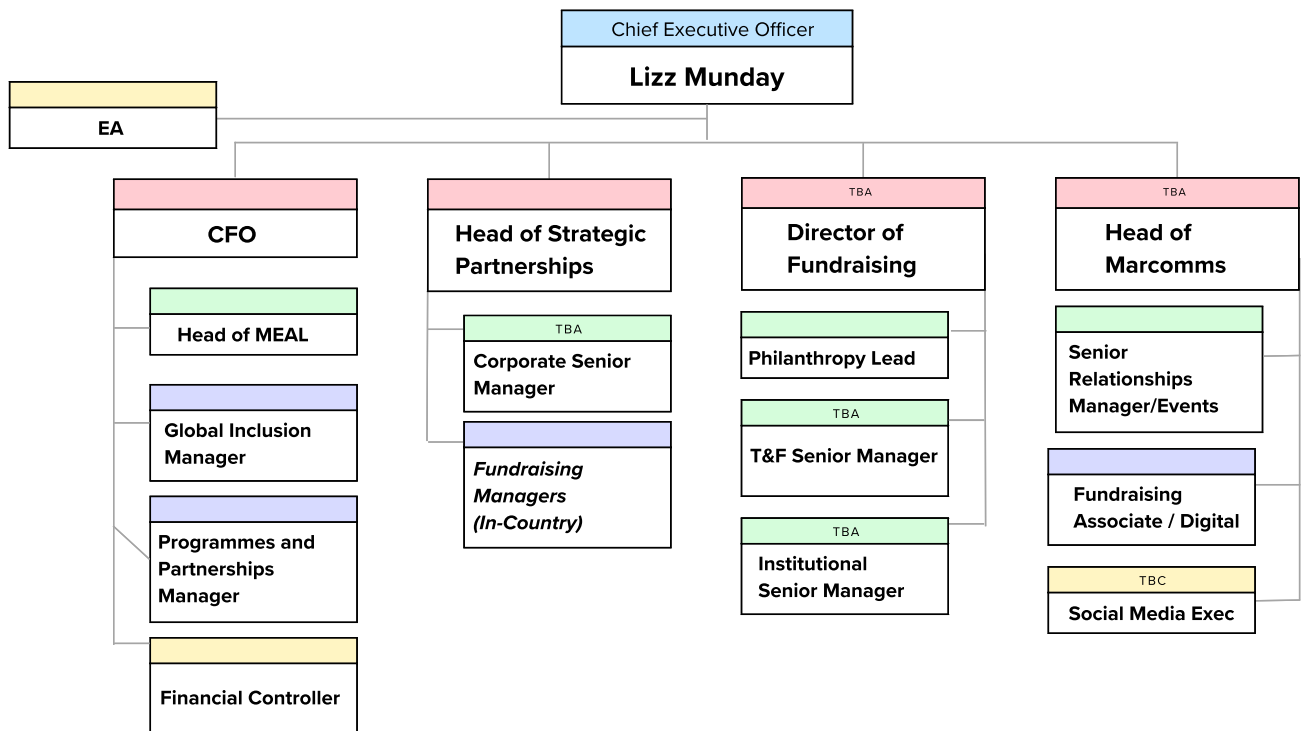 Chief Executive Officer
Lizz Munday
EA
CFO
Head of MEAL
Global Inclusion
Manager
Programmes and
Partnerships
Manager
Financial Controller
Head of Strategic
Partnerships
TBA
Corporate Senior
Manager
Fundraising
Managers
(In-Country)
TBA
Director of
Fundraising
Philanthropy Lead
TBA
T&F Senior Manager
TBA
Institutional
Senior Manager
TBA
Head of
Marcomms
Senior
Relationships
Manager/Events
Fundraising
Associate / Digital
TBC
Social Media Exec